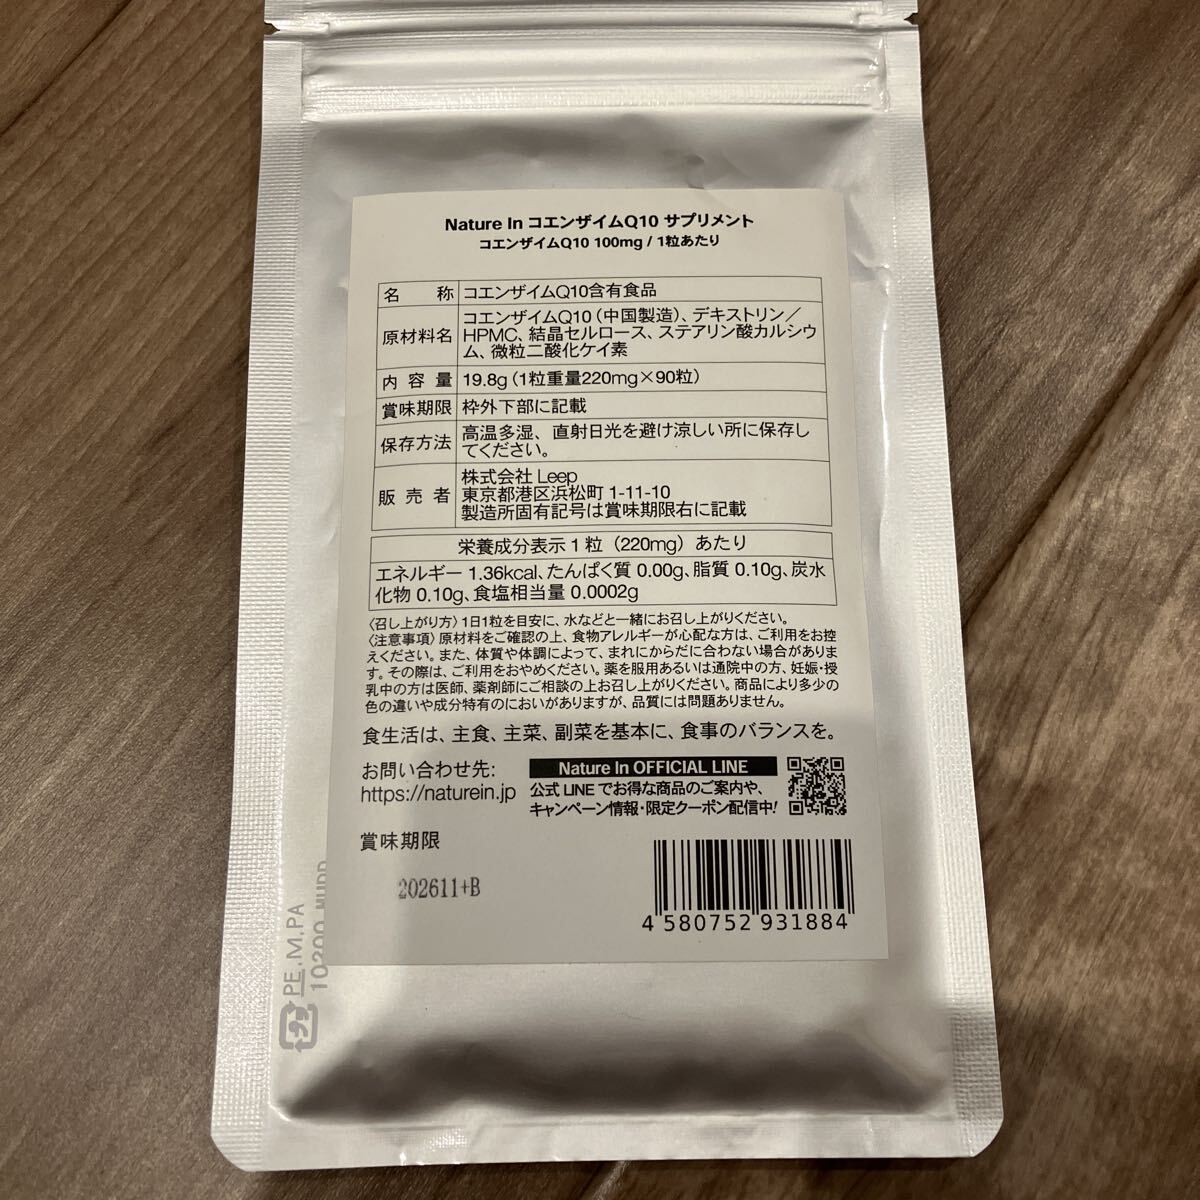 Nature In コエンザイムQ10 サプリメント
コエンザイムQ10 100mg / 1粒あたり
名 称 コエンザイムQ10含有食品
原材料名 コエンザイムQ10（中国製造）、デキストリン／
HPMC、結晶セルロース、ステアリン酸カルシウ
ム、微粒二酸化ケイ素
内 容 量 19.8g（1粒重量220mg×90粒）
賞味期限 枠外下部に記載
保存方法 高温多湿、直射日光を避け涼しい所に保存し
てください。
販 売 者 株式会社 Leep
東京都港区浜松町 1-11-10
製造所固有記号は賞味期限右に記載
栄養成分表示 1 粒（220mg）あたり
エネルギー 1.36kcal、たんぱく質 0.00g、脂質 0.10g、炭水
化物 0.10g、食塩相当量 0.0002g
〈召し上がり方〉1日1粒を目安に、水などと一緒にお召し上がりください。
〈注意事項〉原材料をご確認の上、食物アレルギーが心配な方は、ご利用をお控
えください。また、体質や体調によって、まれにからだに合わない場合がありま
す。その際は、ご利用をおやめください。薬を服用あるいは通院中の方、妊娠・授
乳中の方は医師、薬剤師にご相談の上お召し上がりください。商品により多少の
色の違いや成分特有のにおいがありますが、品質には問題ありません。
食生活は、主食、主菜、副菜を基本に、食事のバランスを。
お問い合わせ先:
https://naturein.jp
Nature In OFFICIAL LINE
公式 LINE でお得な商品のご案内や、
キャンペーン情報・限定クーポン配信中!
賞味期限
202611+B
4 580752 931884
PE.M.PA